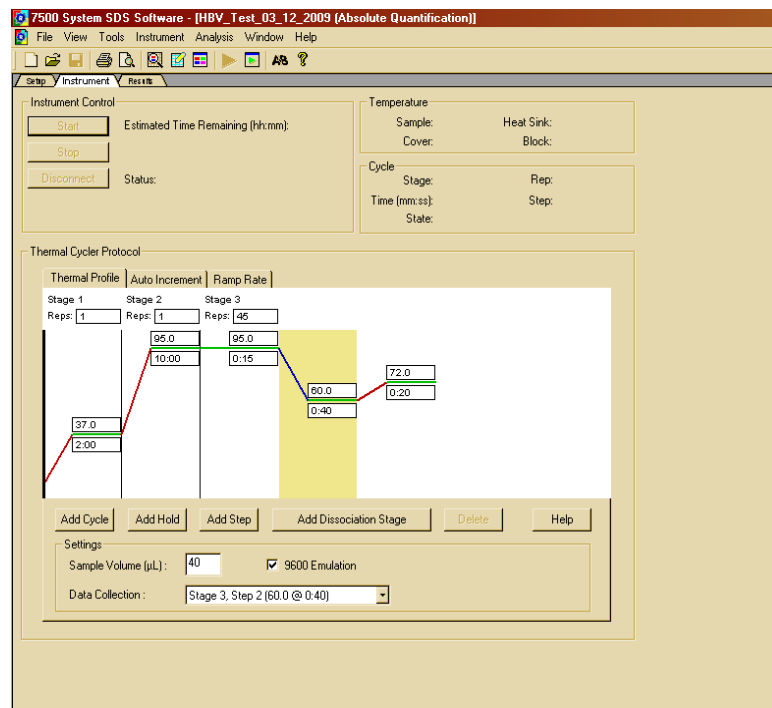 7500 System SDS Software - [HBV_Test_03_12_2009 (Absolute Quantification)]
File View Tools Instrument Analysis Window Help
Setup Instrument Results
Instrument Control
Start Estimated Time Remaining (hh:mm):
Stop
Disconnect Status:
Temperature
Sample: Heat Sink:
Cover: Block:
Cycle
Stage: Rep:
Time (mm:ss): Step:
State:
Thermal Cycler Protocol
Thermal Profile Auto Increment Ramp Rate
Stage 1 Stage 2 Stage 3
Reps: 1 Reps: 1 Reps: 45
95.0 95.0
10:00 0:15
72.0
60.0 0:20
0:40
37.0
2:00
Add Cycle Add Hold Add Step Add Dissociation Stage Delete Help
Settings
Sample Volume (µL) : 40 9600 Emulation
Data Collection : Stage 3, Step 2 (60.0 @ 0:40)